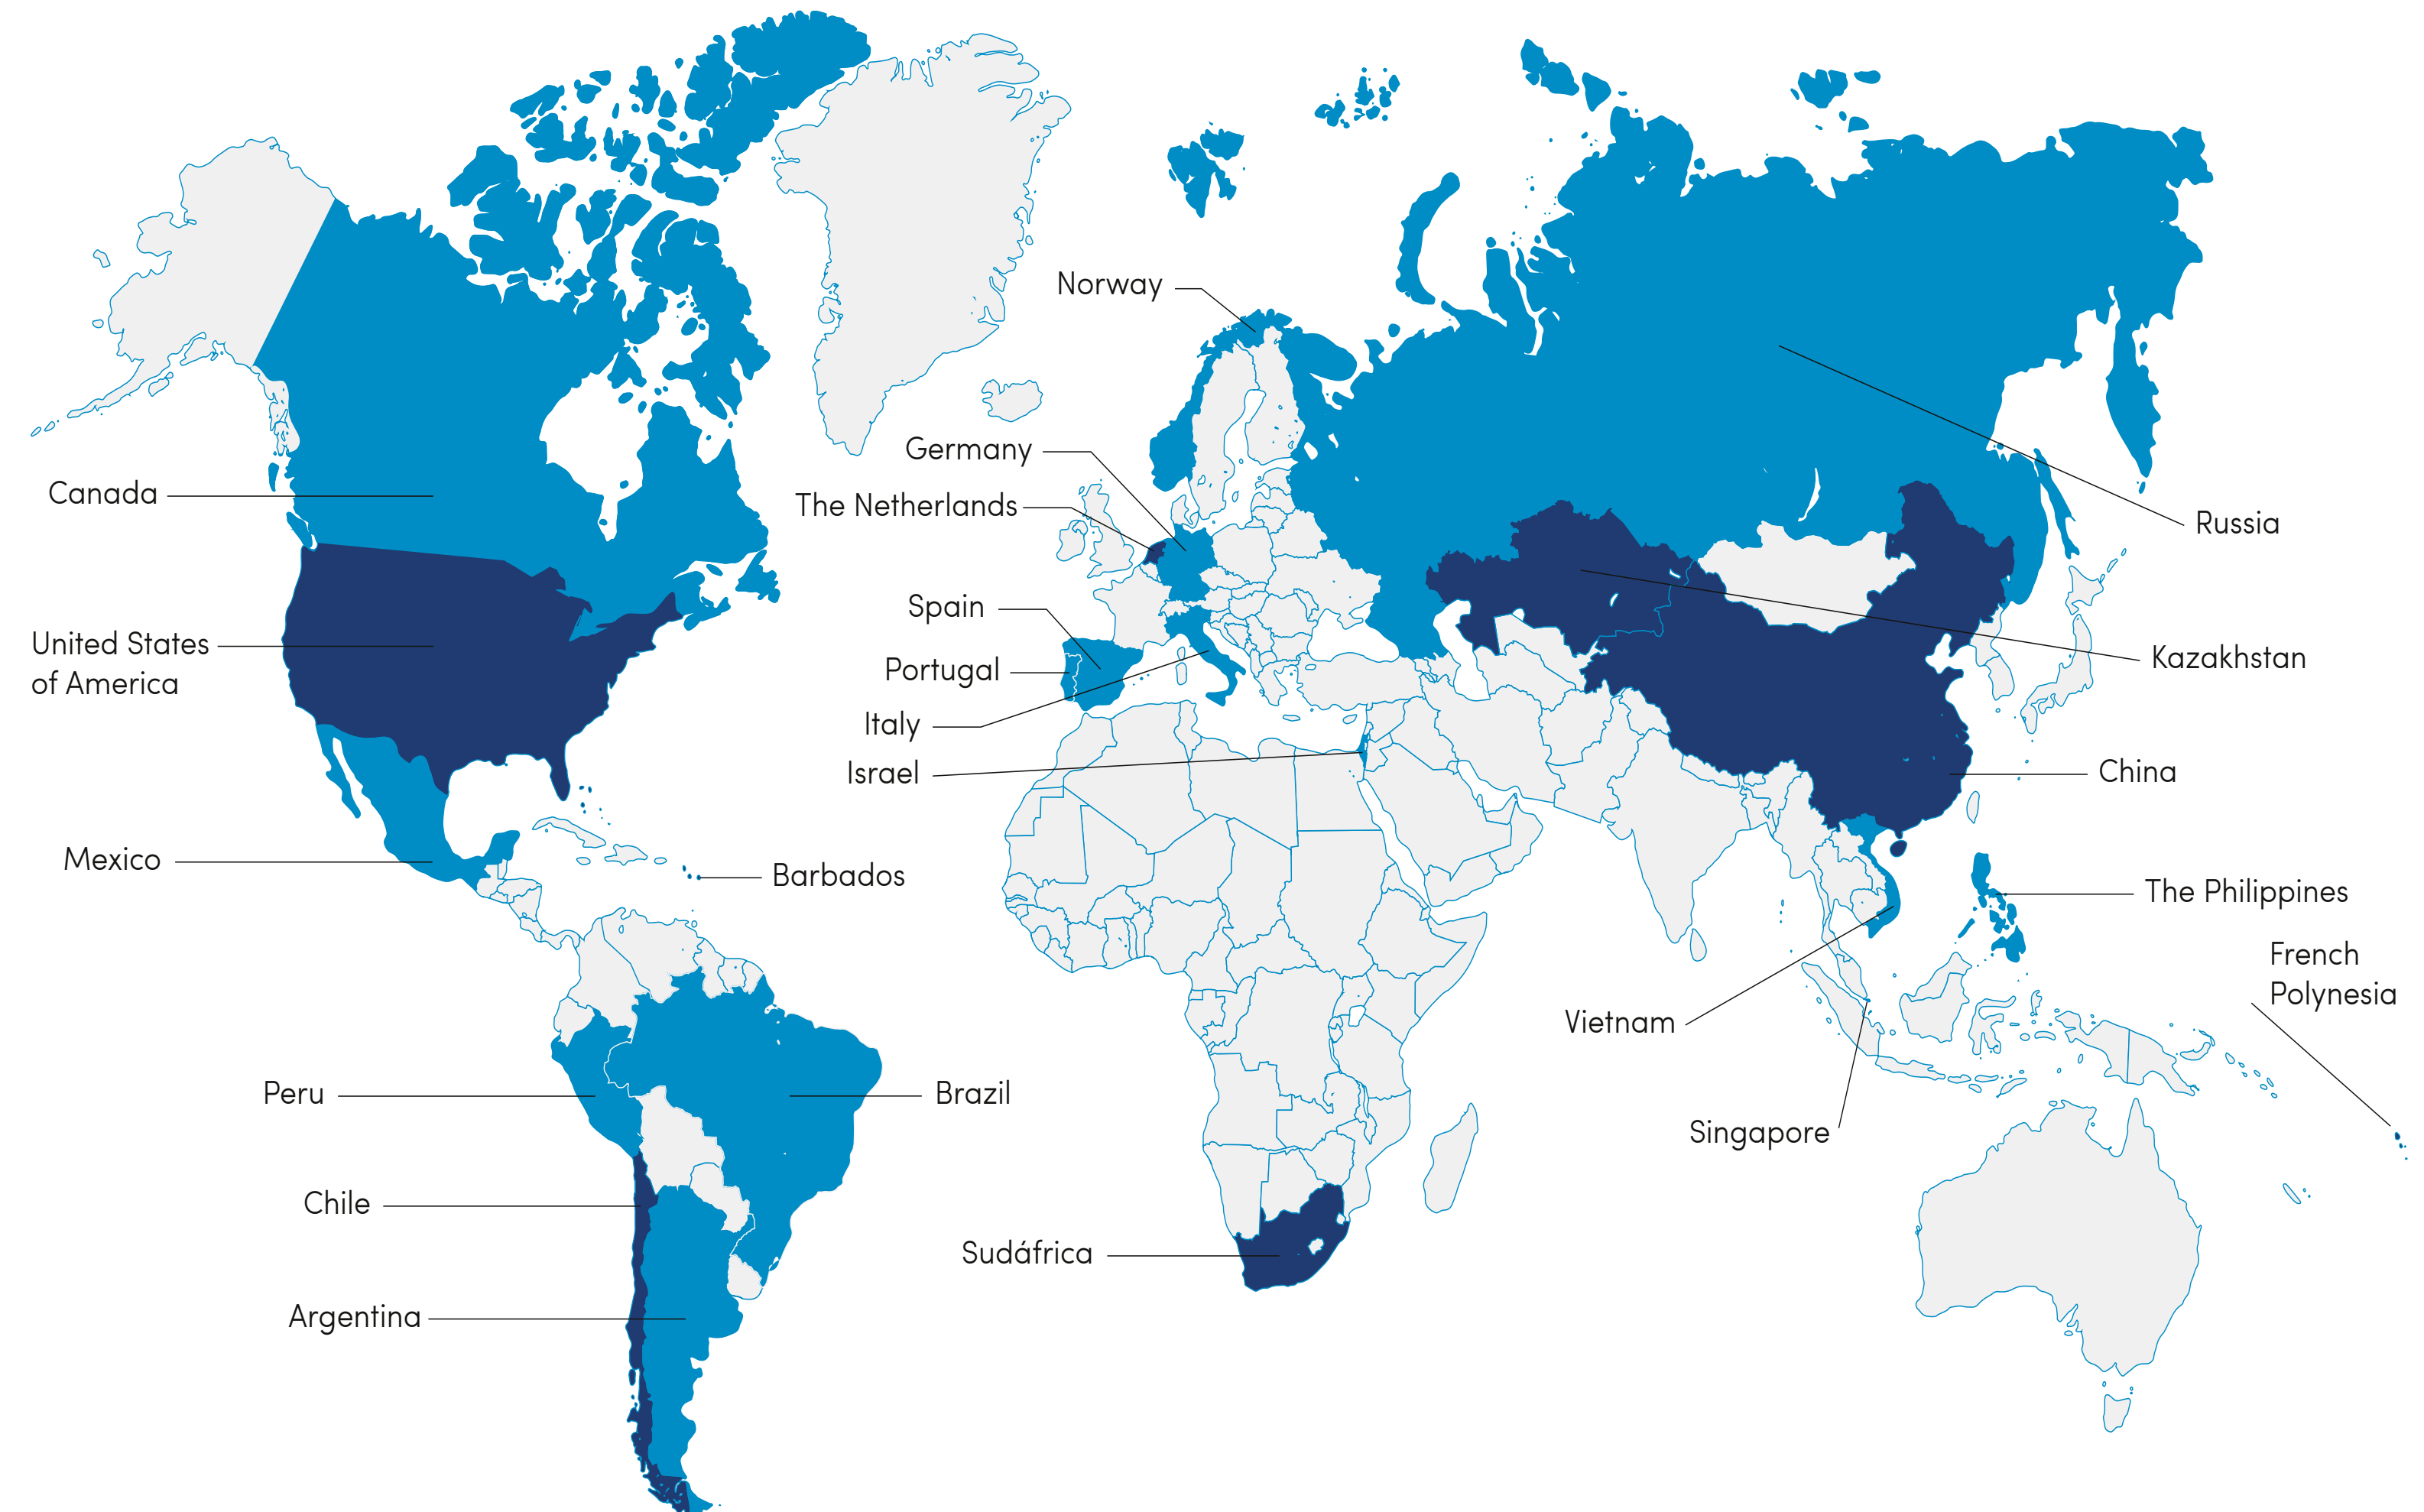 Norway
Germany
The Netherlands
Canada
Russia
Spain
United States
of America
Portugal
Kazakhstan
Italy
Israel
China
Mexico
Barbados
The Philippines
French
Polynesia
Vietnam
Peru
Brazil
Singapore
Chile
Sudáfrica
Argentina